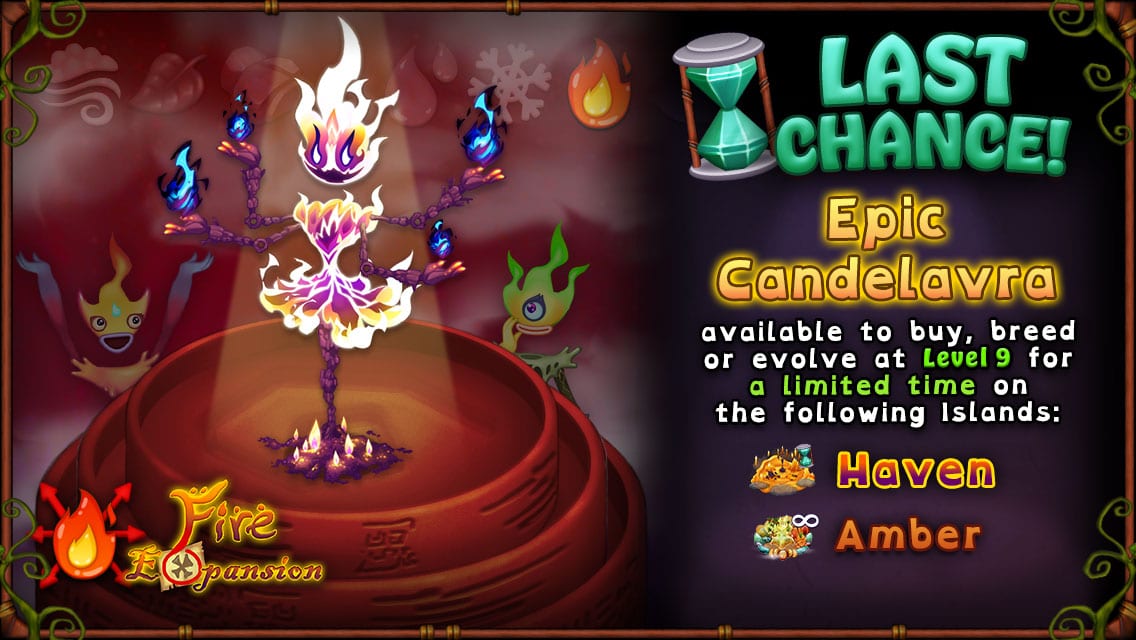 LAST
CHANCE!
Epic
Candelavra
available to buy, breed
or evolve at Level 9 for
a limited time on
the following Islands:
Haven
Amber
Fire
Expansion